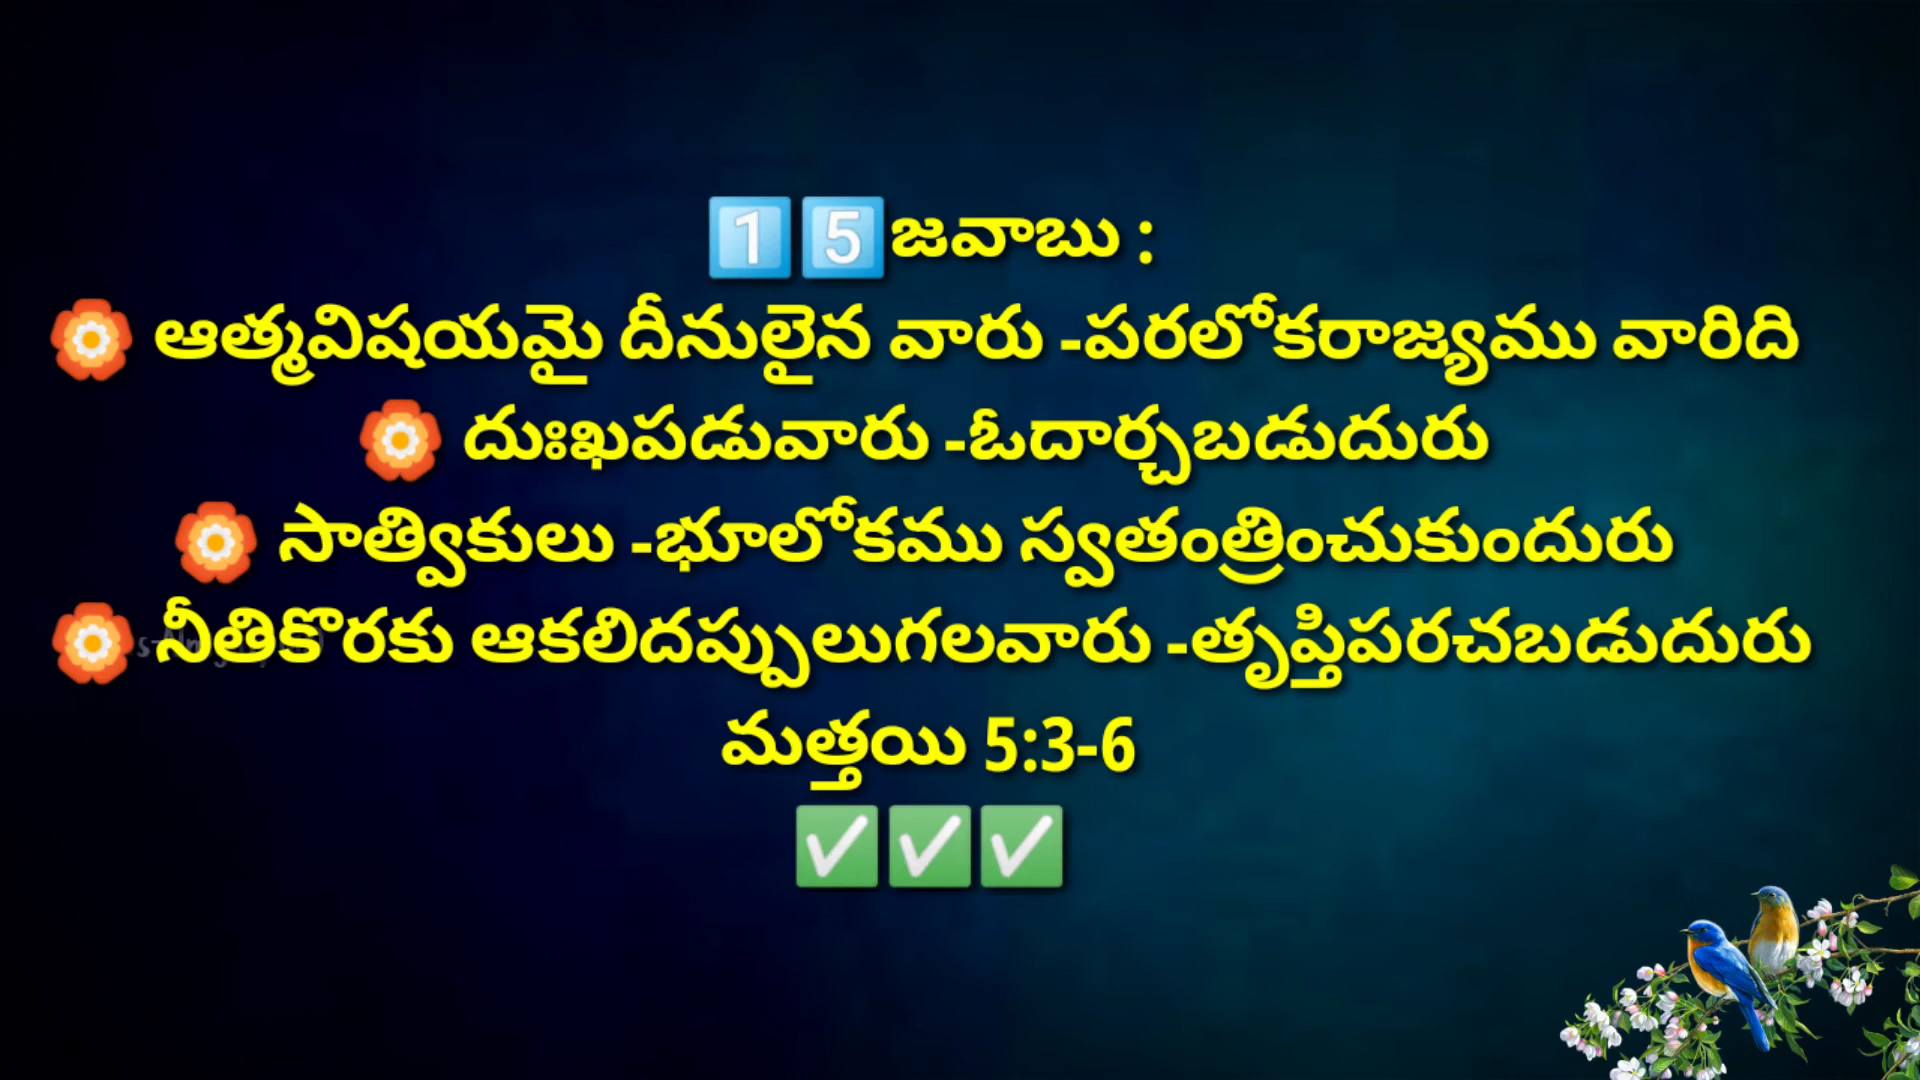 1️⃣5️⃣జవాబు :
🏵️ ఆత్మవిషయమై దీనులైన వారు -పరలోకరాజ్యము వారిది
🏵️ దుఃఖపడువారు -ఓదార్చబడుదురు
🏵️ సాత్వికులు -భూలోకము స్వతంత్రించుకుందురు
🏵️ నీతికొరకు ఆకలిదప్పులుగలవారు -తృప్తిపరచబడుదురు
మత్తయి 5:3-6
✅✅✅